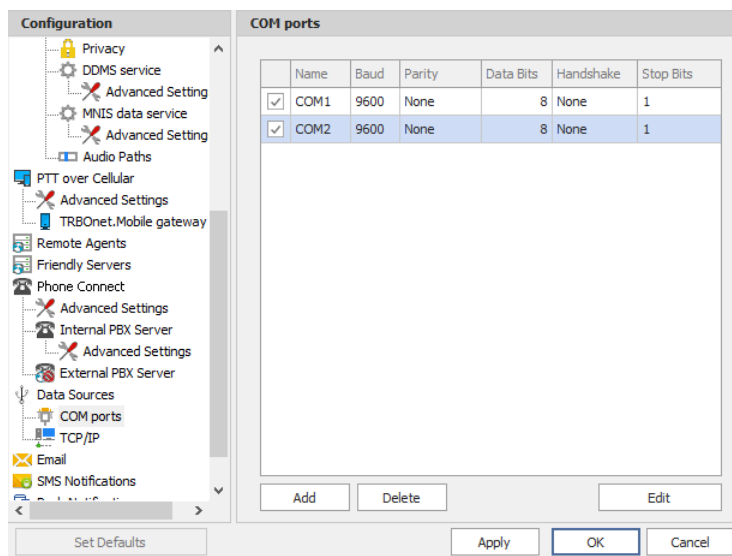 Configuration
Privacy
DDMS service
Advanced Setting
MNIS data service
Advanced Setting
Audio Paths
PTT over Cellular
Advanced Settings
TRBOnet.Mobile gateway
Remote Agents
Friendly Servers
Phone Connect
Advanced Settings
Internal PBX Server
Advanced Settings
External PBX Server
Data Sources
COM ports
TCP/IP
Email
SMS Notifications
Set Defaults
COM ports
Name Baud Parity Data Bits Handshake Stop Bits
COM1 9600 None 8 None 1
COM2 9600 None 8 None 1
Add Delete Edit
Apply OK Cancel